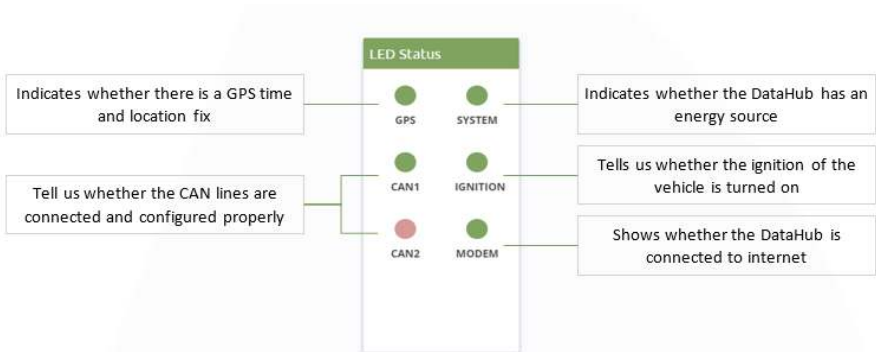 LED Status
Indicates whether there is a GPS time
and location fix
GPS
SYSTEM
Indicates whether the DataHub has an
energy source
Tell us whether the CAN lines are
connected and configured properly
CAN1
IGNITION
Tells us whether the ignition of the
vehicle is turned on
CAN2
MODEM
Shows whether the DataHub is
connected to internet